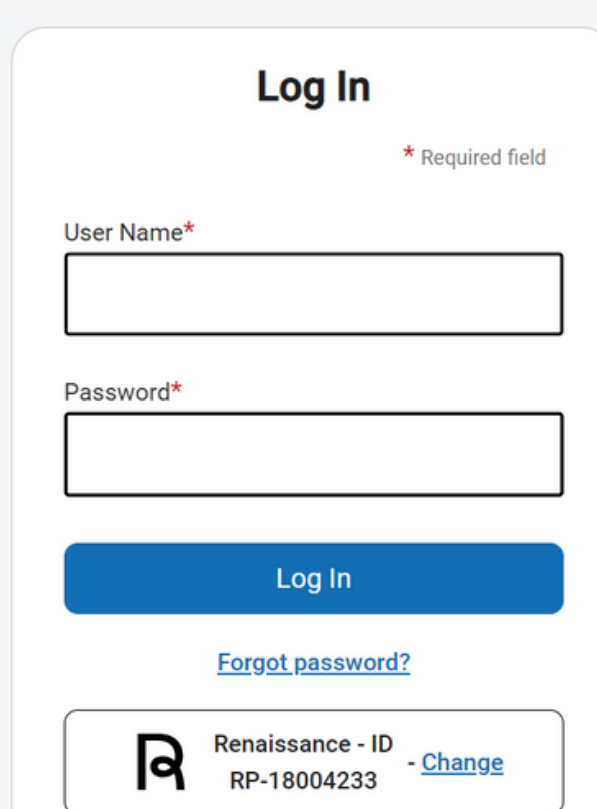 Log In
* Required field
User Name*
Password*
Log In
Forgot password?
Renaissance - ID
RP-18004233
- Change